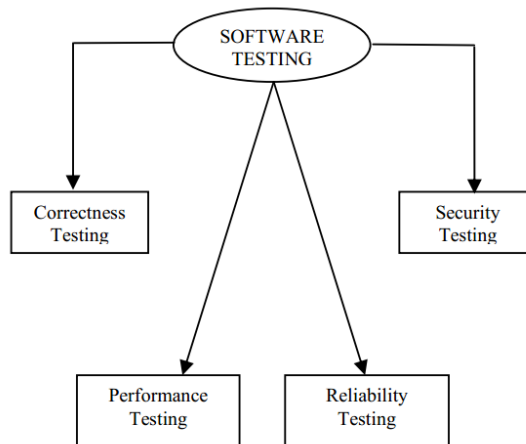 SOFTWARE
TESTING
Correctness
Testing
Security
Testing
Performance
Testing
Reliability
Testing